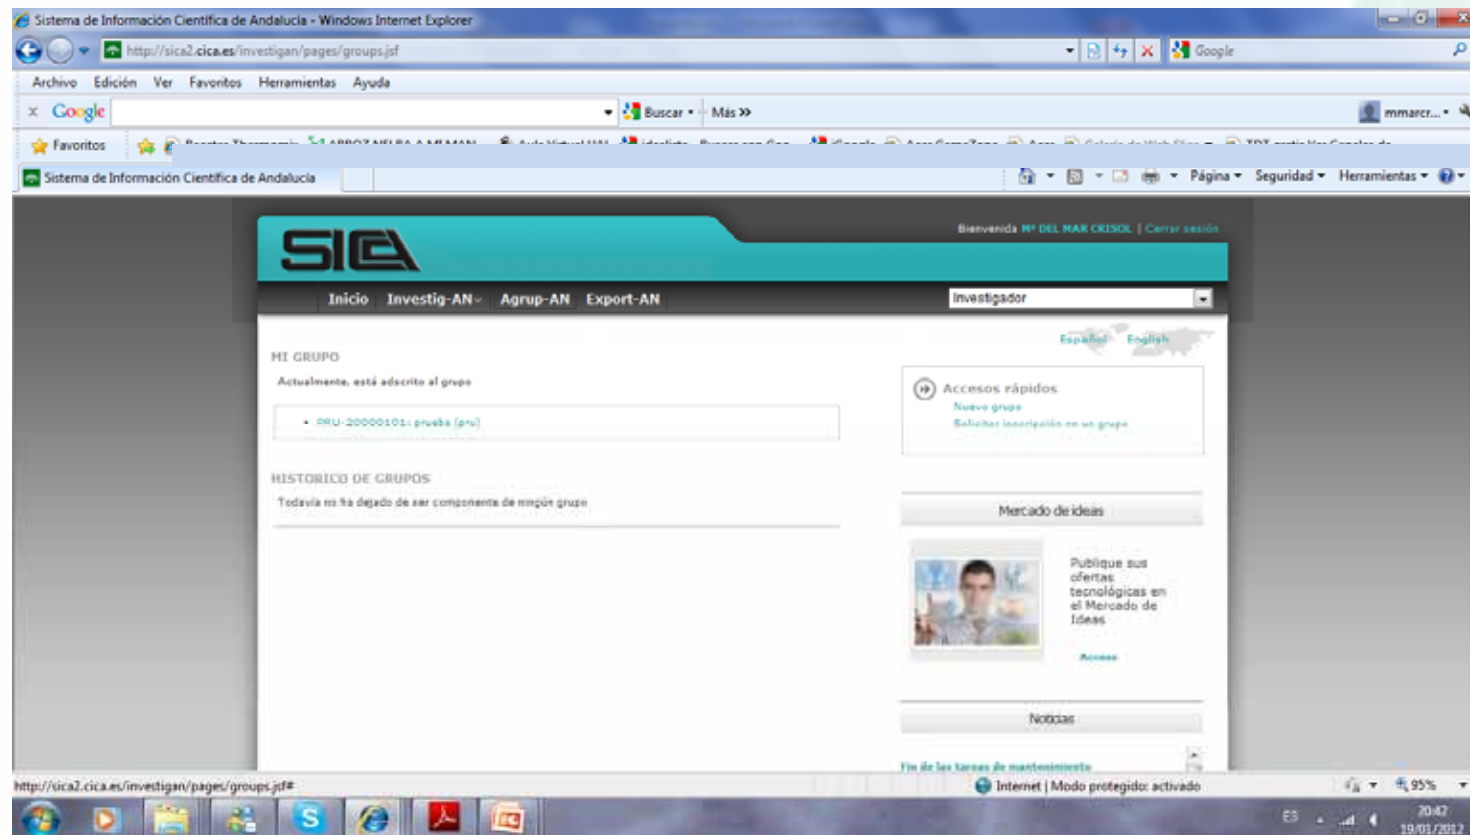 Sistema de Información Científica de Andalucía - Windows Internet Explorer
http://sica2.cica.es/investigan/pages/groups.jsf
Google
Archivo Edición Ver Favoritos Herramientas Ayuda
x Google Buscar Más >> mmarcr...
Favoritos
Sistema de Información Científica de Andalucía
Página Seguridad Herramientas
Bienvenida Mª DEL MAR CRISOL | Cerrar sesión
SICA
Inicio Investig-AN Agrup-AN Export-AN
Investigador
Español English
MI GRUPO
Actualmente, está adscrito al grupo
• PRU-20000101: prueba (pru)
HISTORICO DE GRUPOS
Todavía no ha dejado de ser componente de ningún grupo
Accesos rápidos
Nuevo grupo
Solicitar inscripción en un grupo
Mercado de ideas
Publique sus
ofertas
tecnológicas en
el Mercado de
Ideas
Acceso
Noticias
Fin de las tareas de mantenimiento
http://sica2.cica.es/investigan/pages/groups.jsf#
Internet | Modo protegido: activado
95%
ES
20:47
19/01/2012